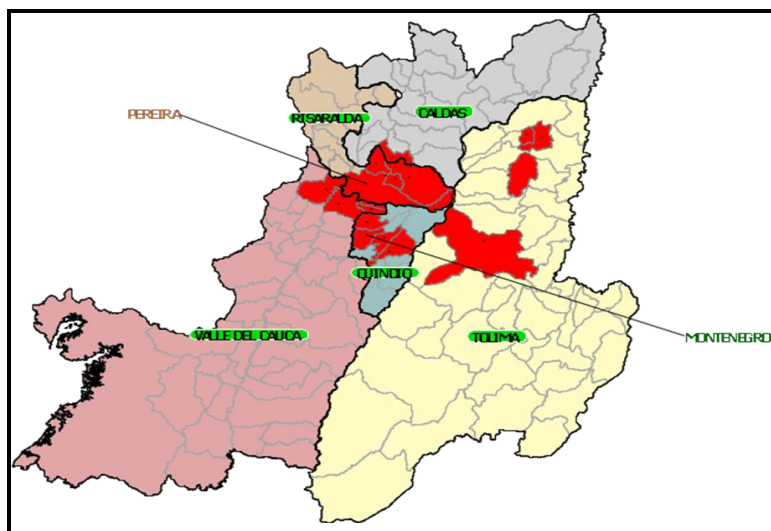 PEREIRA
RISARALDA
CALDAS
QUINDIO
VALLE DEL CAUCA
TOLIMA
MONTENEGRO